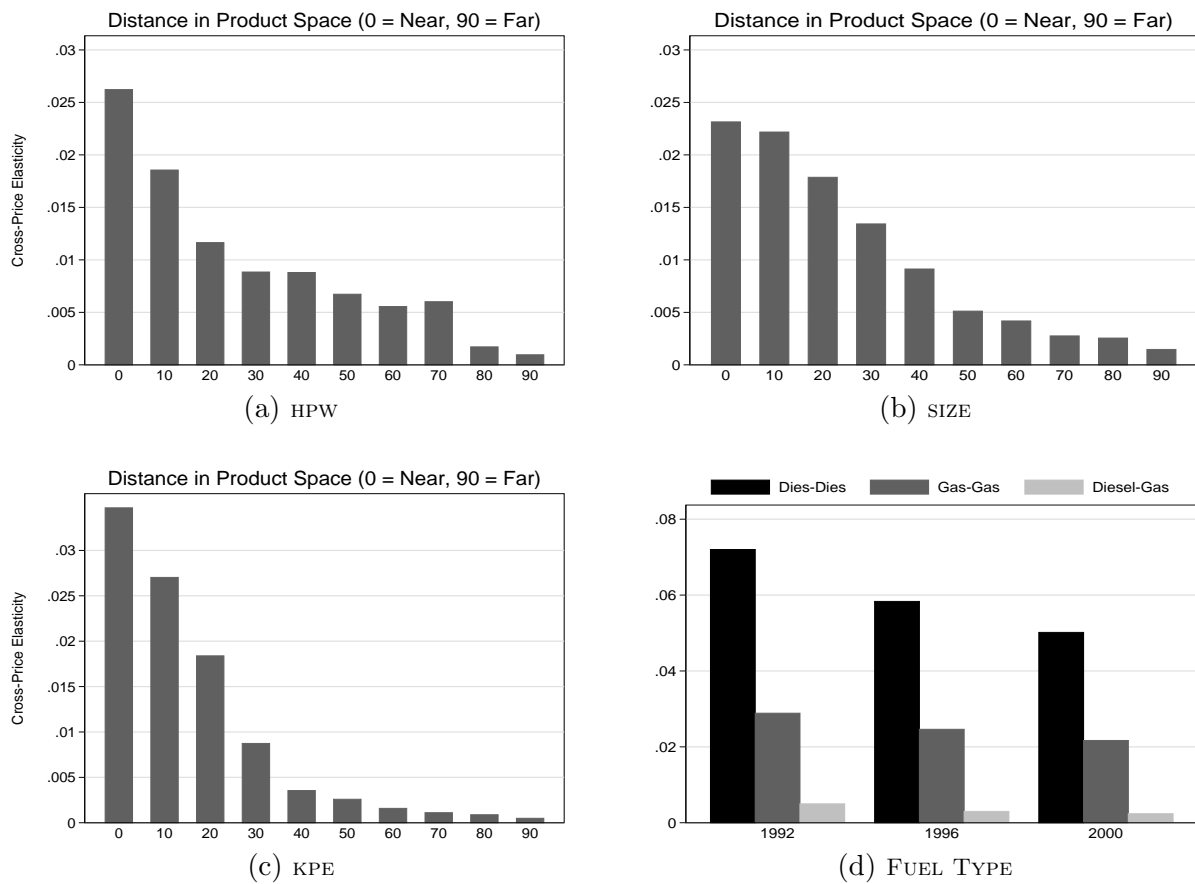 Distance in Product Space (0 = Near, 90 = Far)
Cross-Price Elasticity
.03
.025
.02
.015
.01
.005
0
0 10 20 30 40 50 60 70 80 90
(a) HPW
Distance in Product Space (0 = Near, 90 = Far)
.03
.025
.02
.015
.01
.005
0
0 10 20 30 40 50 60 70 80 90
(b) SIZE
Distance in Product Space (0 = Near, 90 = Far)
Cross-Price Elasticity
.03
.025
.02
.015
.01
.005
0
0 10 20 30 40 50 60 70 80 90
(c) KPE
Dies-Dies Gas-Gas Diesel-Gas
.08
.06
.04
.02
0
1992 1996 2000
(d) FUEL TYPE